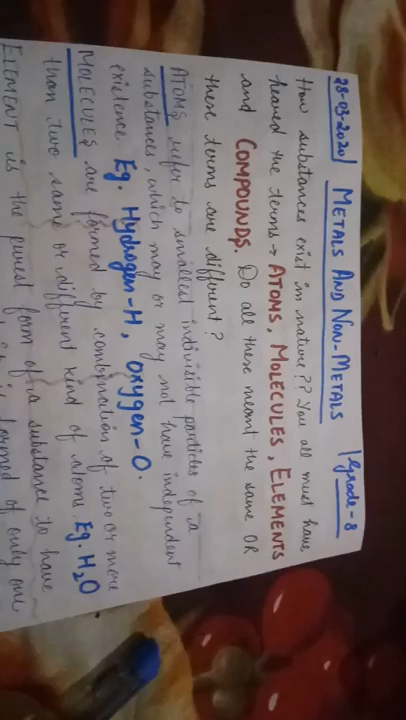 28-03-2020 METALS AND NON-METALS Grade-8
How substances exist in nature?? You all must have
heared the terms → ATOMS, MOLECULES, ELEMENTS
and COMPOUNDS. Do all these meant the same OR
these terms are different?
ATOMS refer to smallest indivisible particles of a
substances, which may or may not have independent
existence Eg. Hydrogen-H, Oxygen-O.
MOLECULES are formed by combination of two or more
than two same or different kind of atoms Eg. H₂O
ELEMENT is the purest form of a substance to have
formed of only one